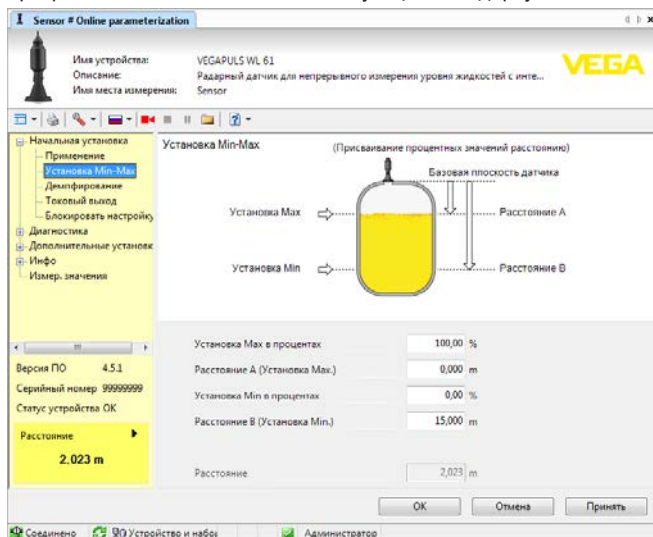 Sensor # Online parameterization
Имя устройства: VEGAPULS WL 61
Описание: Радарный датчик для непрерывного измерения уровня жидкостей с инте...
Имя места измерения: Sensor
VEGA
Начальная установка
Применение
Установка Min-Max
Демпфирование
Токовый выход
Блокировать настройку
Диагностика
Дополнительные установк
Инфо
Измер. значения
Версия ПО 4.5.1
Серийный номер 99999999
Статус устройства OK
Расстояние
2,023 m
Установка Min-Max
(Присваивание процентных значений расстоянию)
Базовая плоскость датчика
Установка Max
Расстояние A
Установка Min
Расстояние B
Установка Max в процентах 100,00 %
Расстояние A (Установка Max.) 0,000 m
Установка Min в процентах 0,00 %
Расстояние B (Установка Min.) 15,000 m
Расстояние 2,023 m
OK Отмена Принять
Соединено Устройство и набор Администратор